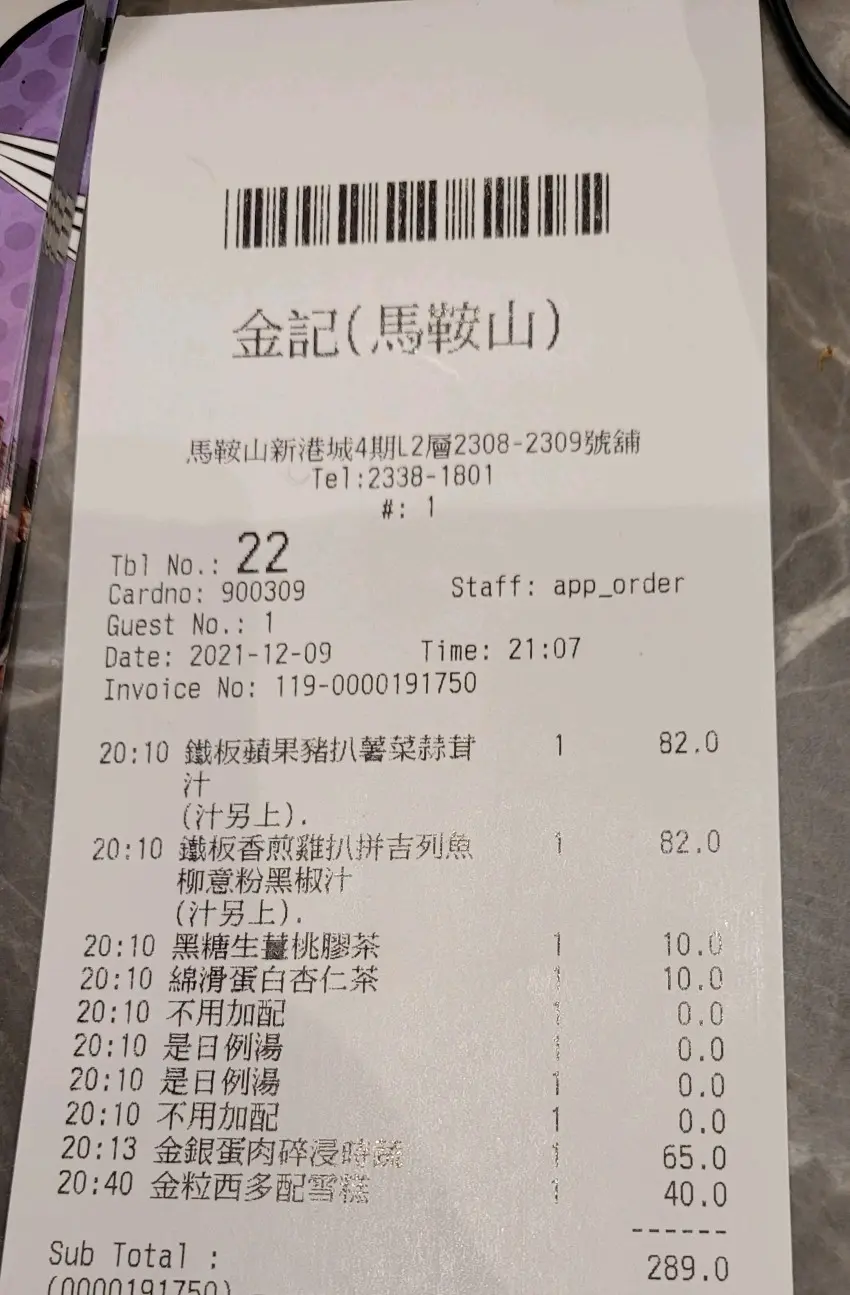 金記(馬鞍山)
馬鞍山新港城4期L2層2308-2309號舖
Tel:2338-1801
#: 1
Tbl No.: 22
Cardno: 900309 Staff: app_order
Guest No.: 1
Date: 2021-12-09 Time: 21:07
Invoice No: 119-0000191750
20:10 鐵板蘋果豬扒薯菜蒜茸 1 82.0
汁
(汁另上).
20:10 鐵板香煎雞扒拼吉列魚 1 82.0
柳意粉黑椒汁
(汁另上).
20:10 黑糖生薑桃膠茶 1 10.0
20:10 綿滑蛋白杏仁茶 1 10.0
20:10 不用加配 1 0.0
20:10 是日例湯 1 0.0
20:10 是日例湯 1 0.0
20:10 不用加配 1 0.0
20:13 金銀蛋肉碎浸時蔬 1 65.0
20:40 金粒西多配雪糕 1 40.0
------
Sub Total : 289.0
(0000191750)